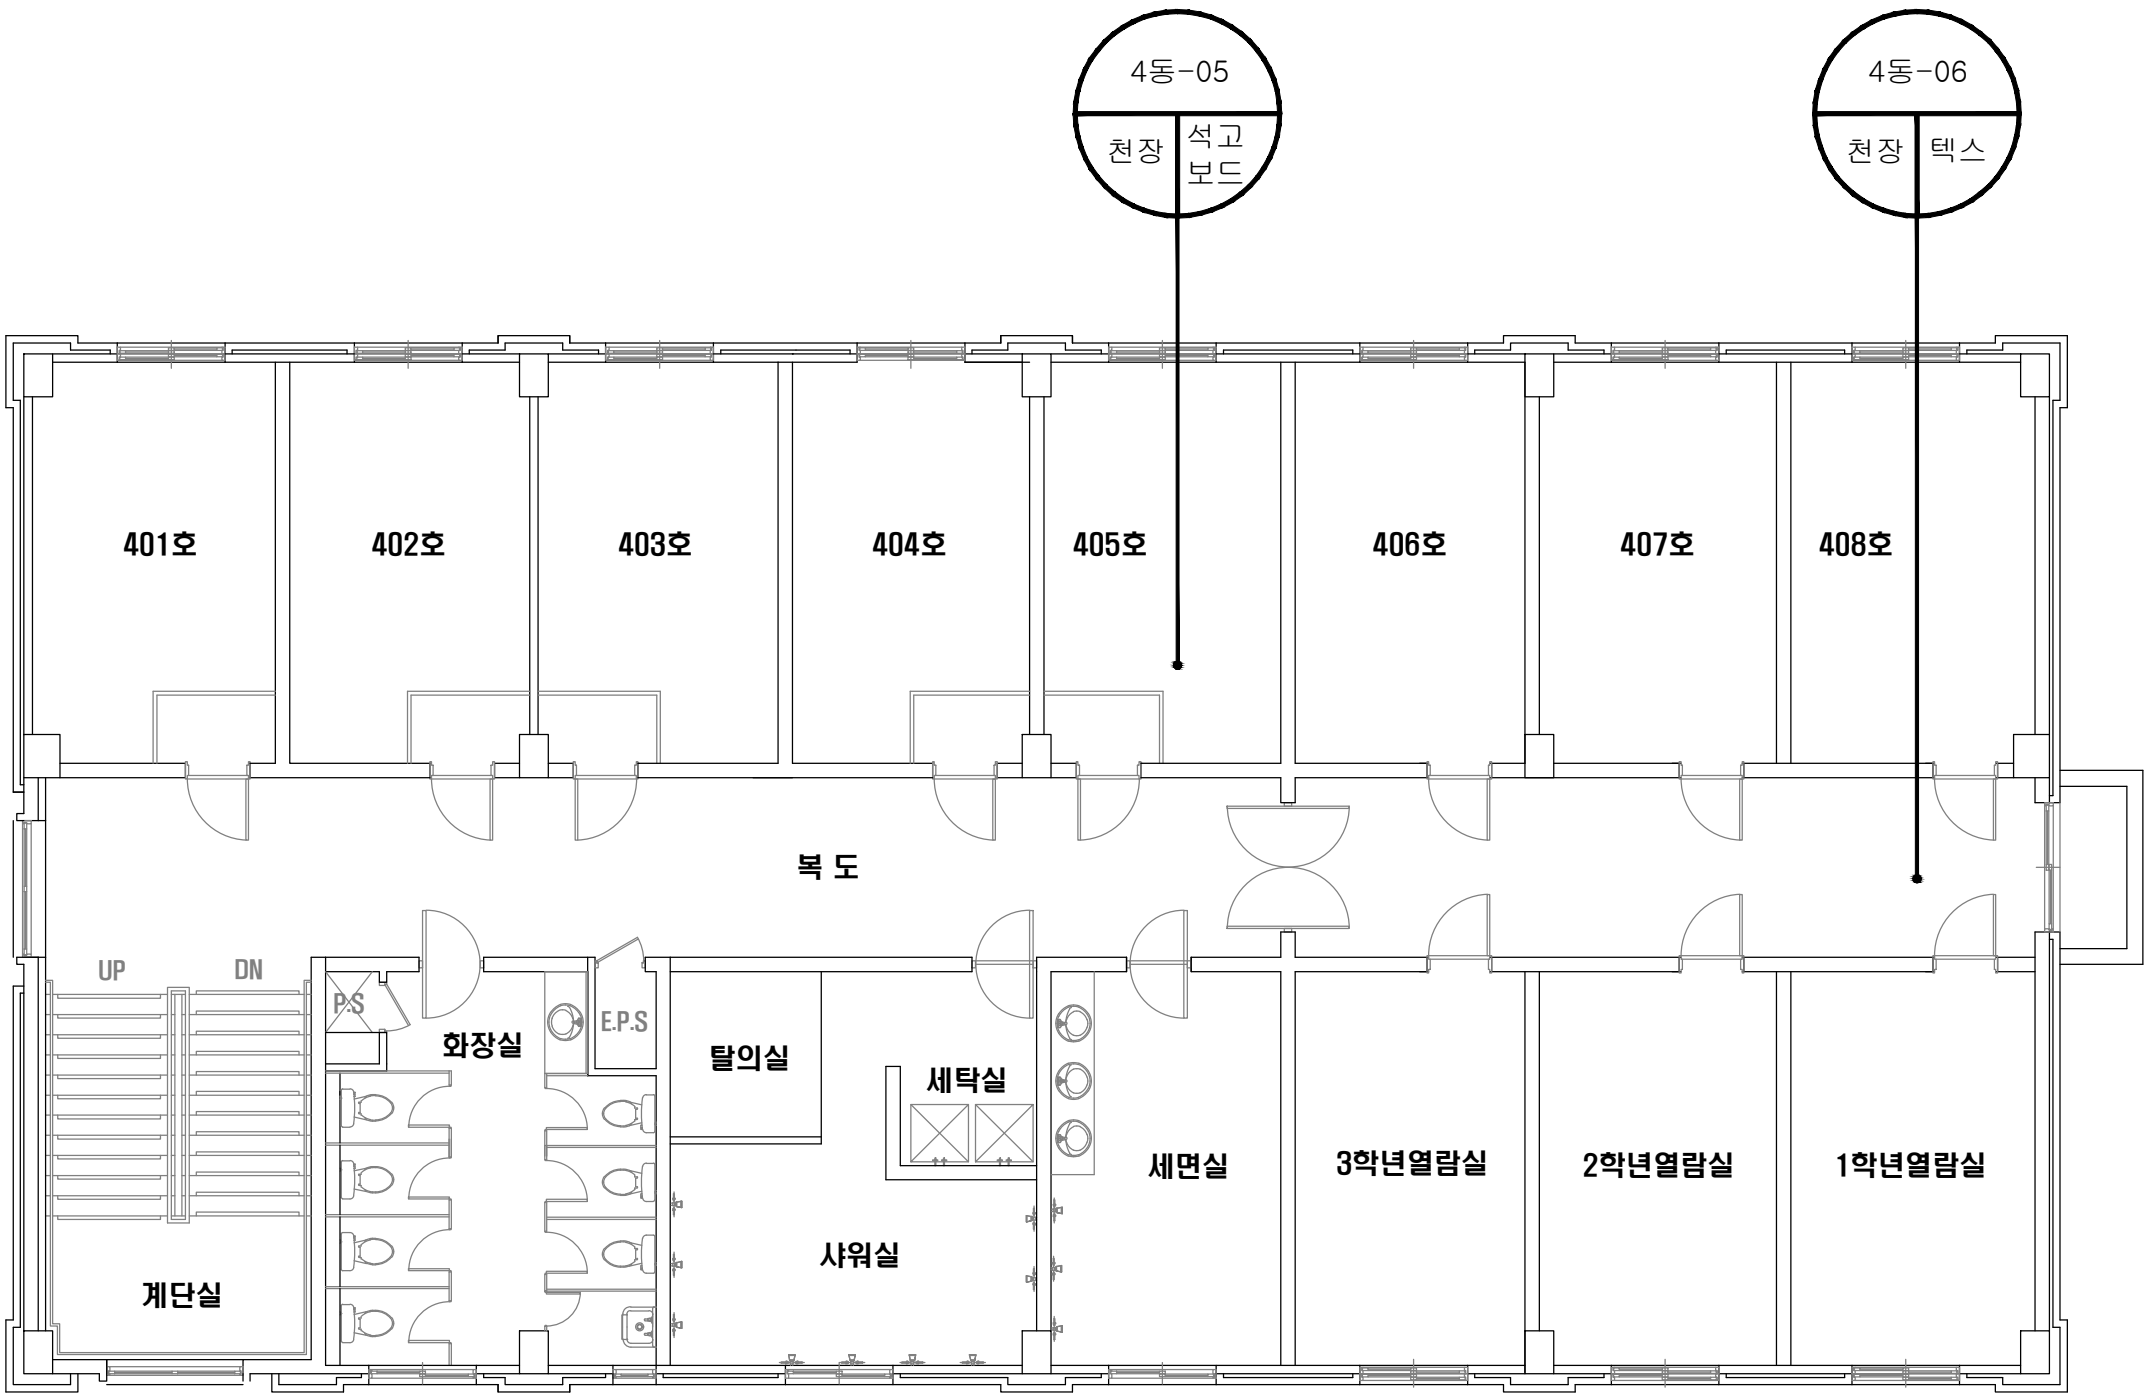 4동-05
천장
석고
보드
4동-06
천장
텍스
401호
402호
403호
404호
405호
406호
407호
408호
복 도
UP
DN
P.S
E.P.S
화장실
탈의실
세탁실
세면실
3학년열람실
2학년열람실
1학년열람실
샤워실
계단실